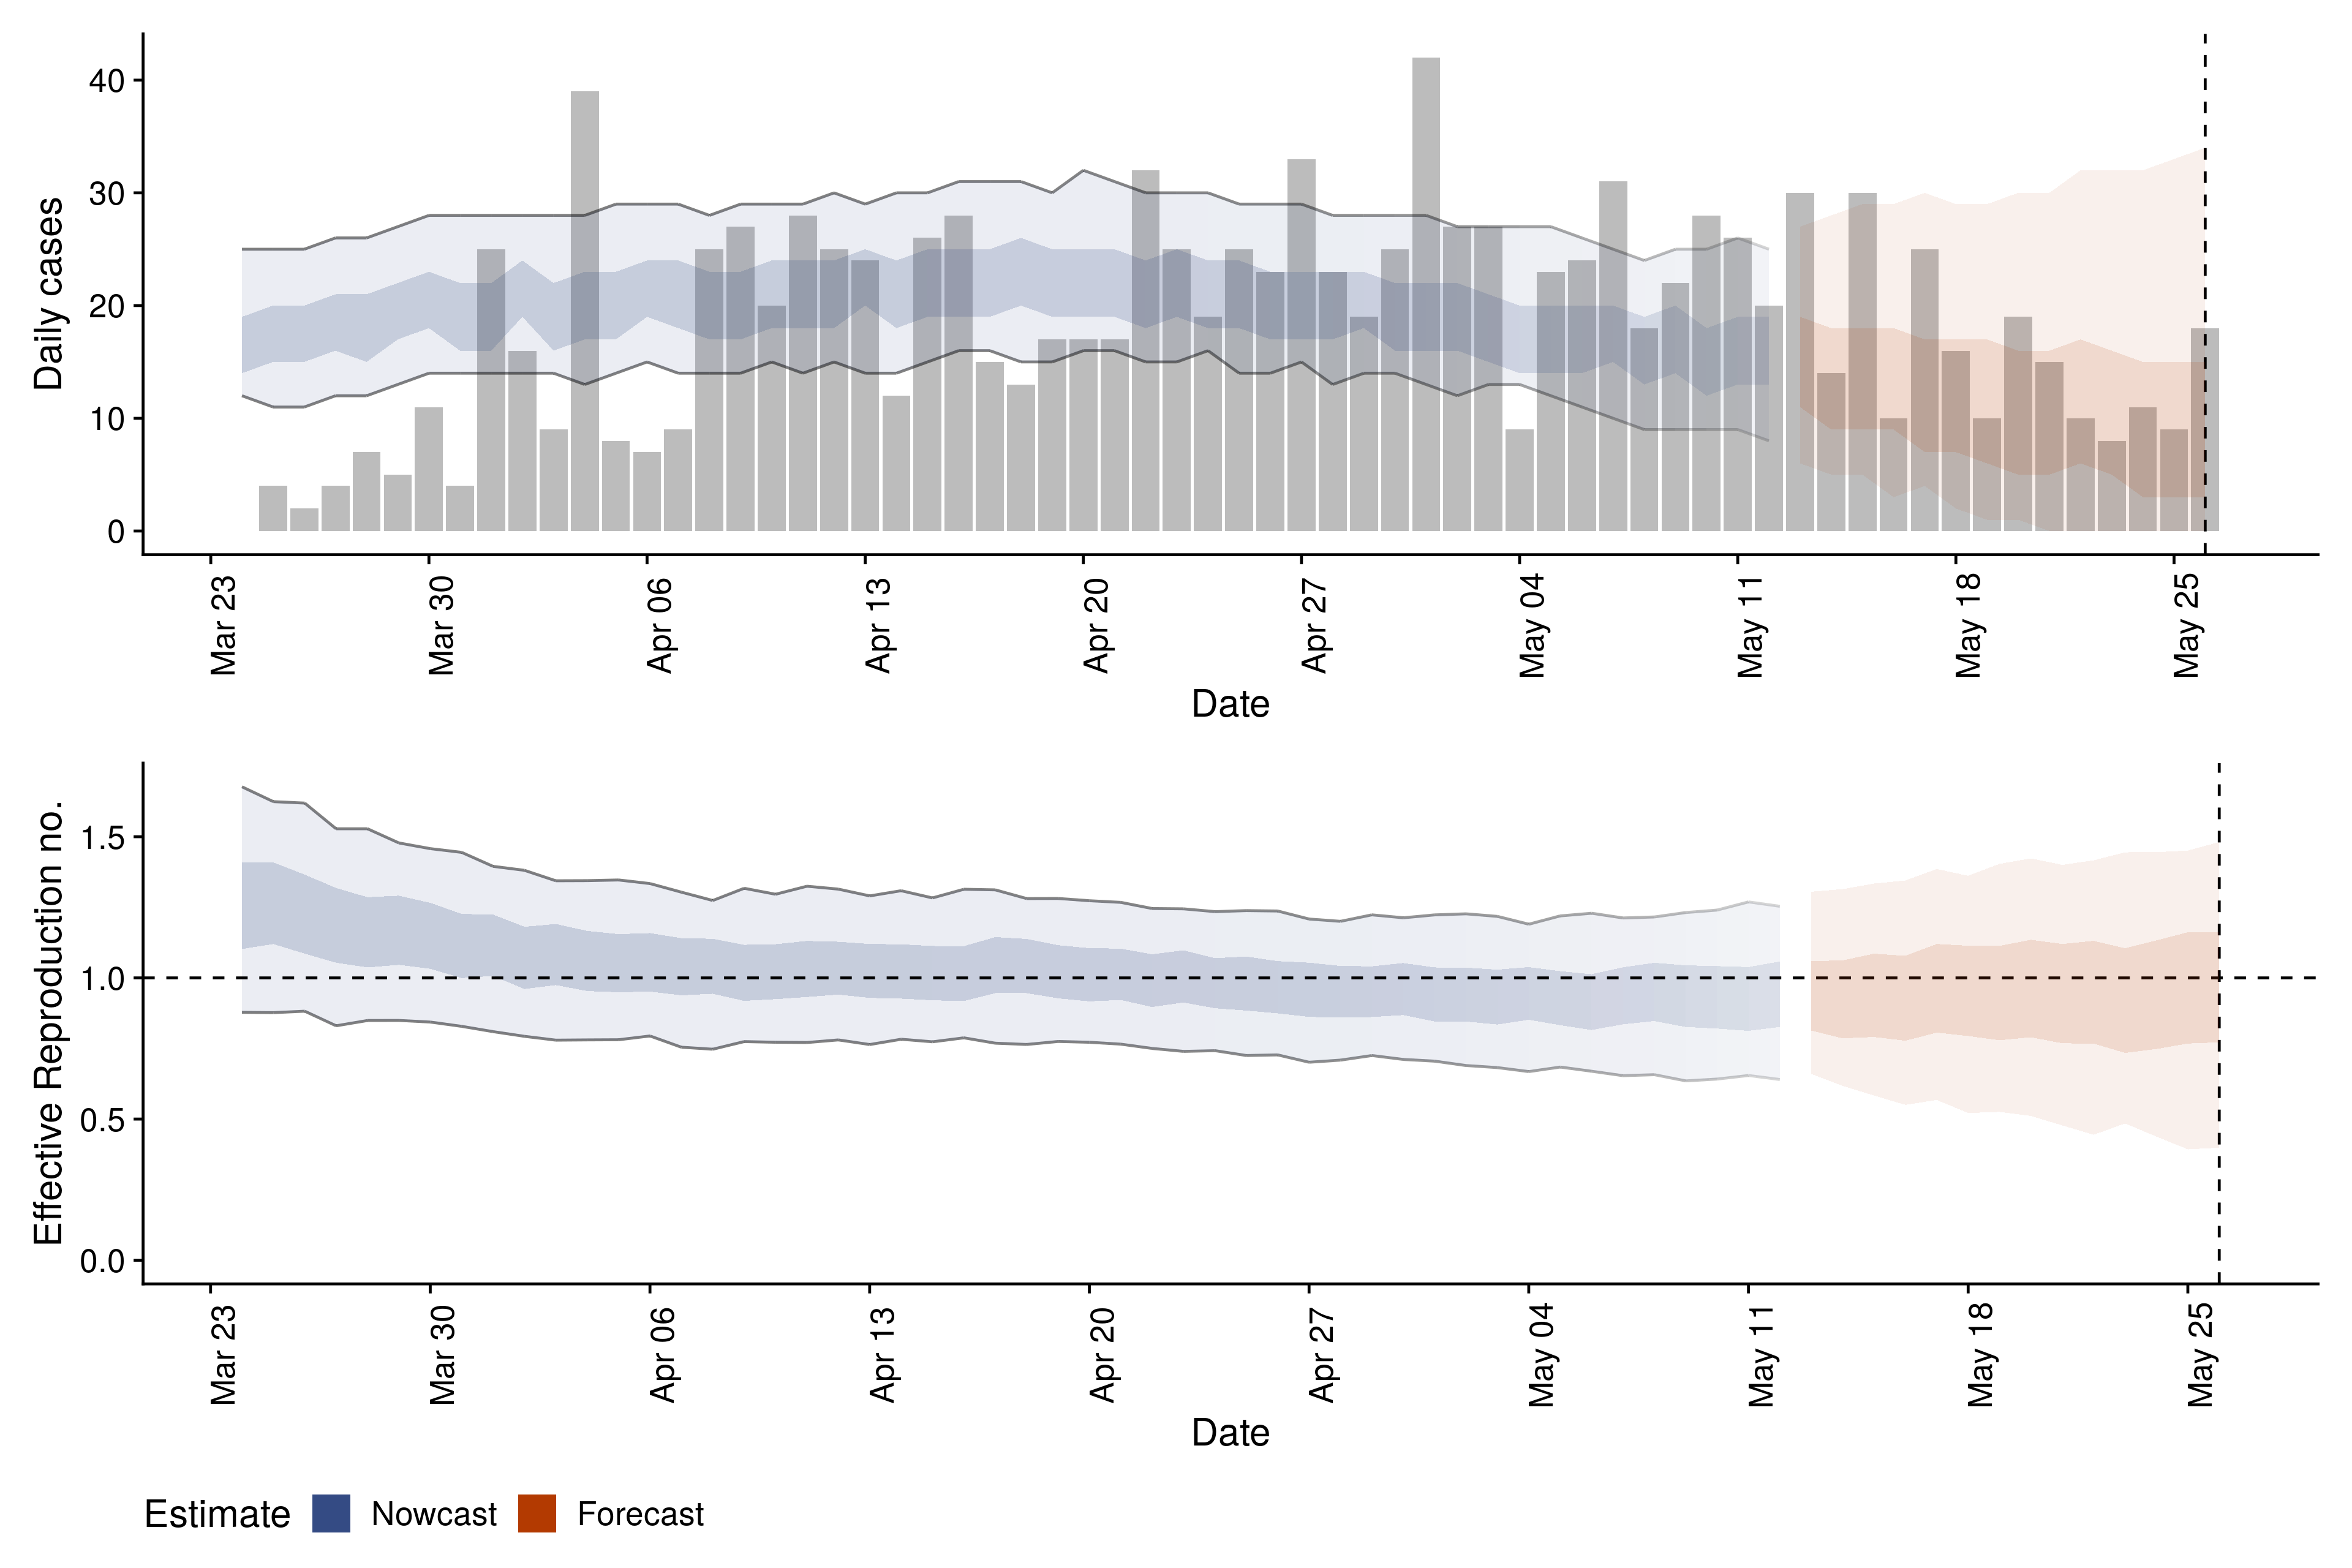 Daily cases
40
30
20
10
0
Mar 23
Mar 30
Apr 06
Apr 13
Apr 20
Apr 27
May 04
May 11
May 18
May 25
Date
Effective Reproduction no.
1.5
1.0
0.5
0.0
Mar 23
Mar 30
Apr 06
Apr 13
Apr 20
Apr 27
May 04
May 11
May 18
May 25
Date
Estimate Nowcast Forecast